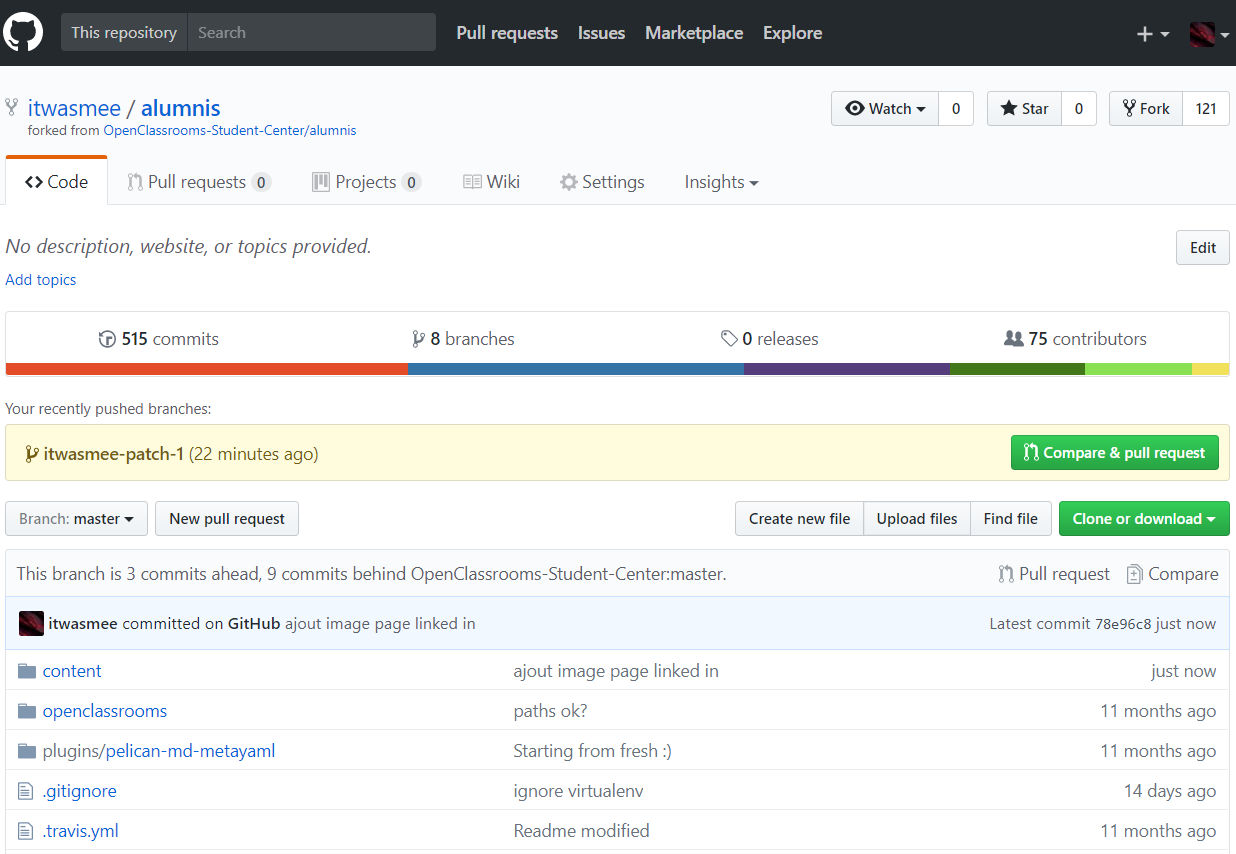 This repository Search Pull requests Issues Marketplace Explore
itwasmee / alumnis Watch 0 Star 0 Fork 121
forked from OpenClassrooms-Student-Center/alumnis
Code Pull requests 0 Projects 0 Wiki Settings Insights
No description, website, or topics provided. Edit
Add topics
515 commits 8 branches 0 releases 75 contributors
Your recently pushed branches:
itwasmee-patch-1 (22 minutes ago) Compare & pull request
Branch: master New pull request Create new file Upload files Find file Clone or download
This branch is 3 commits ahead, 9 commits behind OpenClassrooms-Student-Center:master. Pull request Compare
itwasmee committed on GitHub ajout image page linked in Latest commit 78e96c8 just now
content ajout image page linked in just now
openclassrooms paths ok? 11 months ago
plugins/pelican-md-metayaml Starting from fresh :) 11 months ago
.gitignore ignore virtualenv 14 days ago
.travis.yml Readme modified 11 months ago